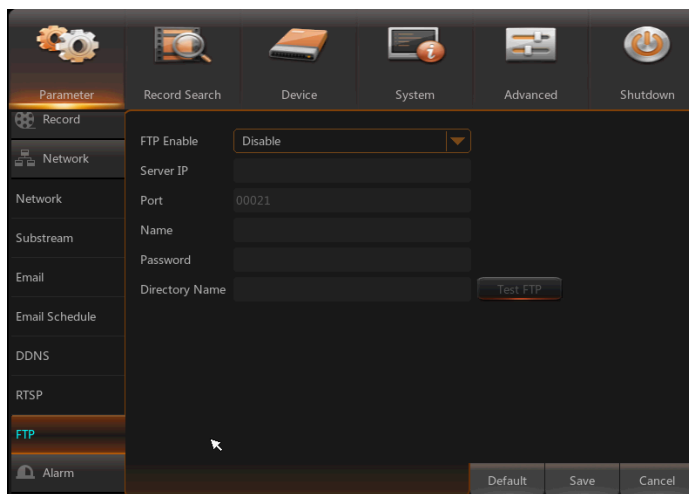 Parameter
Record Search
Device
System
Advanced
Shutdown
Record
Network
Network
Substream
Email
Email Schedule
DDNS
RTSP
FTP
Alarm
FTP Enable Disable
Server IP
Port 00021
Name
Password
Directory Name Test FTP
Default Save Cancel